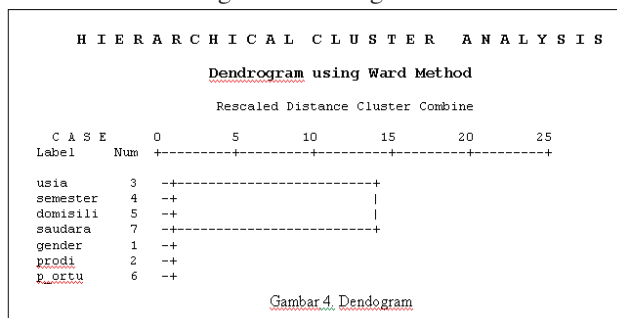 HIERARCHICAL CLUSTER ANALYSIS
Dendrogram using Ward Method
Rescaled Distance Cluster Combine
C A S E 0 5 10 15 20 25
Label Num +---------+---------+---------+---------+---------+
usia 3 -+-------------------------+
semester 4 -+ |
domisili 5 -+ |
saudara 7 -+-------------------------+
gender 1 -+
prodi 2 -+
p_ortu 6 -+
Gambar 4. Dendogram